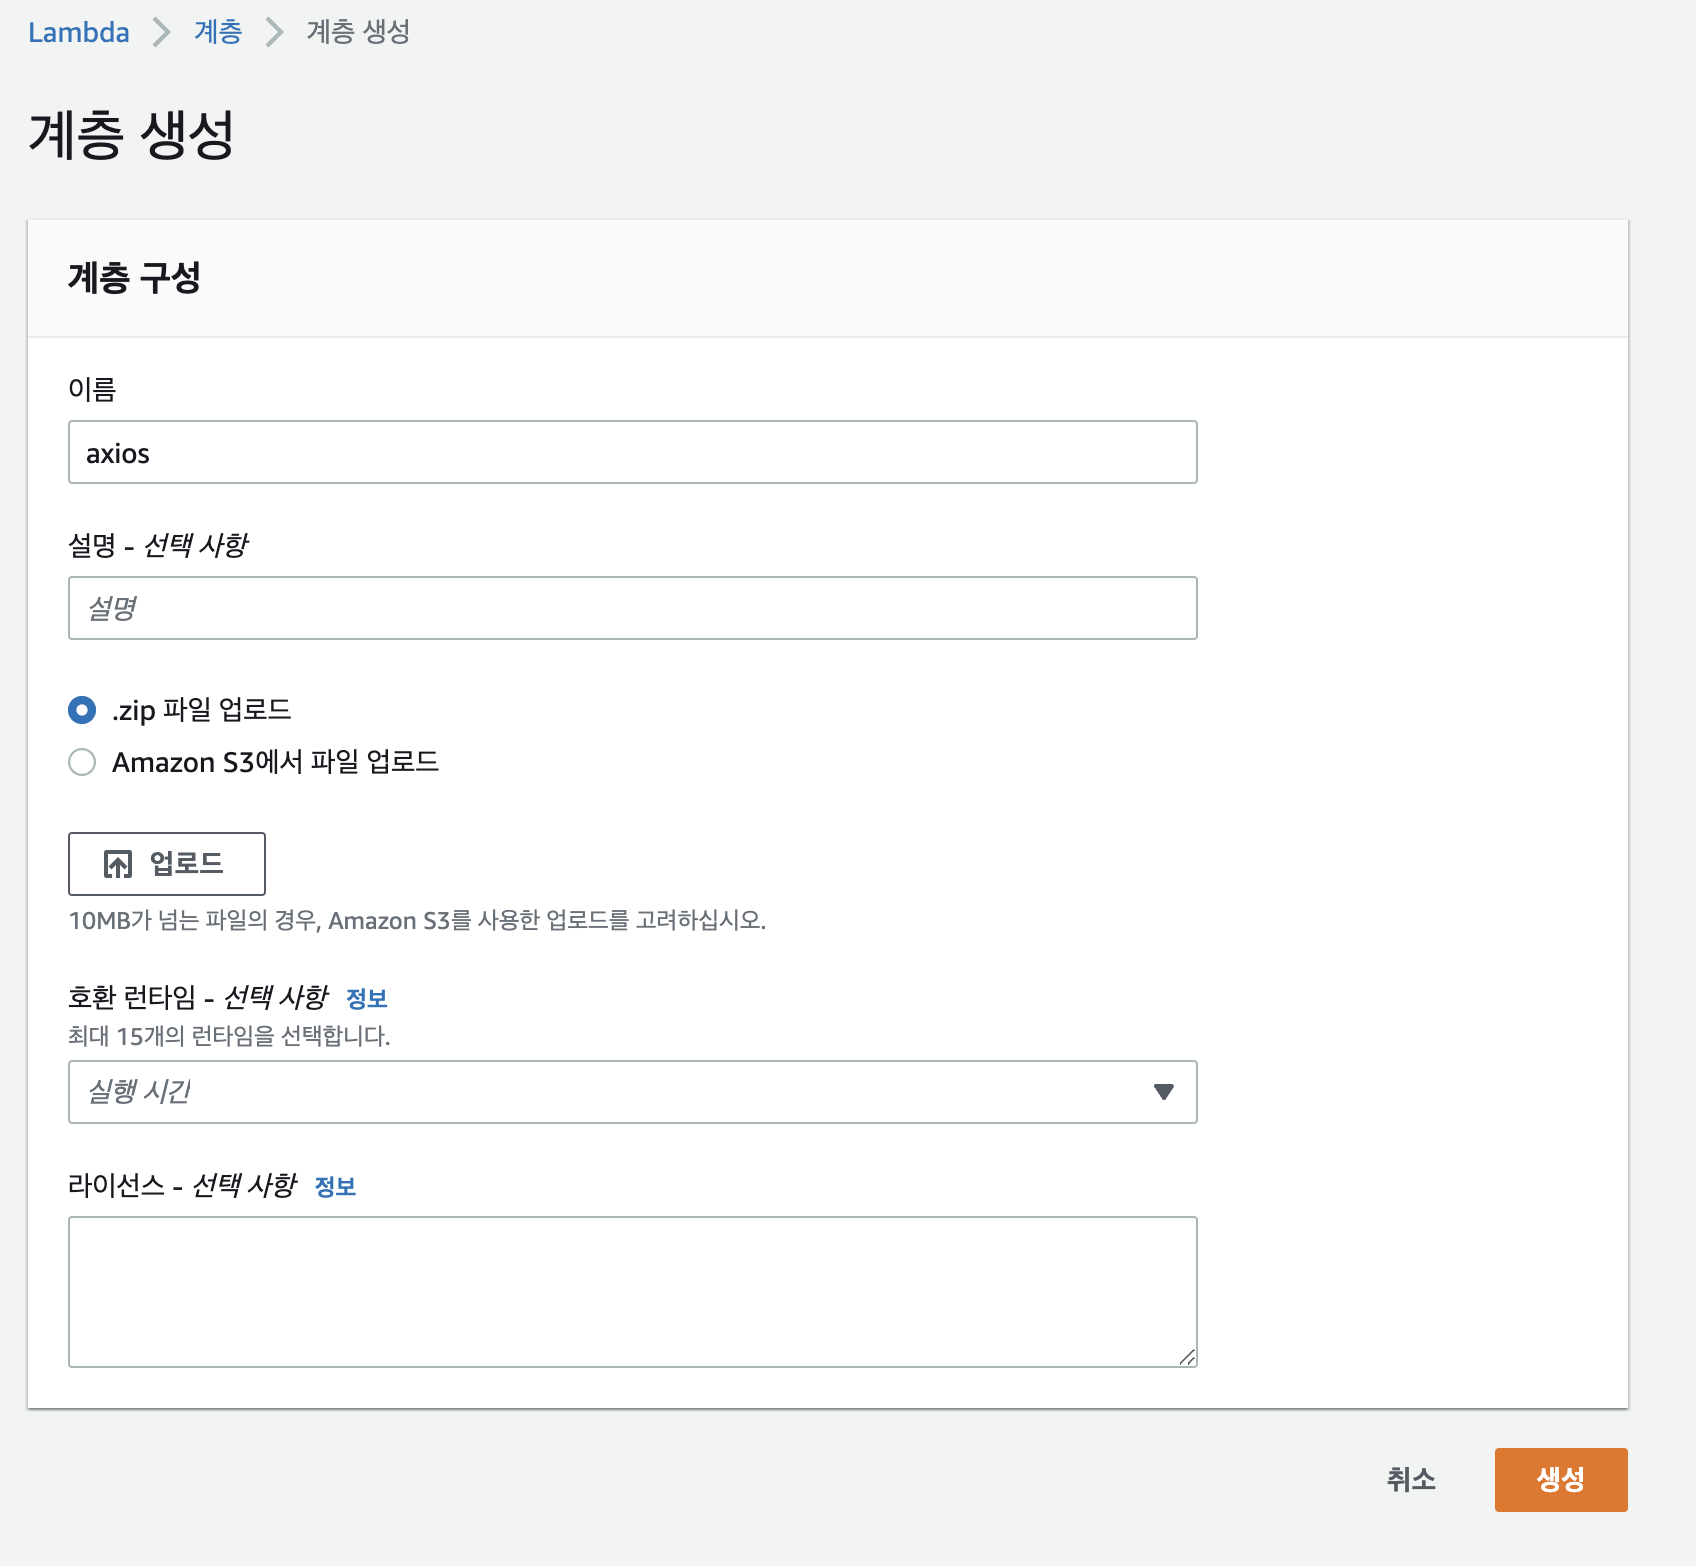 Lambda > 계층 > 계층 생성
계층 생성
계층 구성
이름
axios
설명 - 선택 사항
설명
.zip 파일 업로드
Amazon S3에서 파일 업로드
업로드
10MB가 넘는 파일의 경우, Amazon S3를 사용한 업로드를 고려하십시오.
호환 런타임 - 선택 사항 정보
최대 15개의 런타임을 선택합니다.
실행 시간
라이선스 - 선택 사항 정보
취소 생성